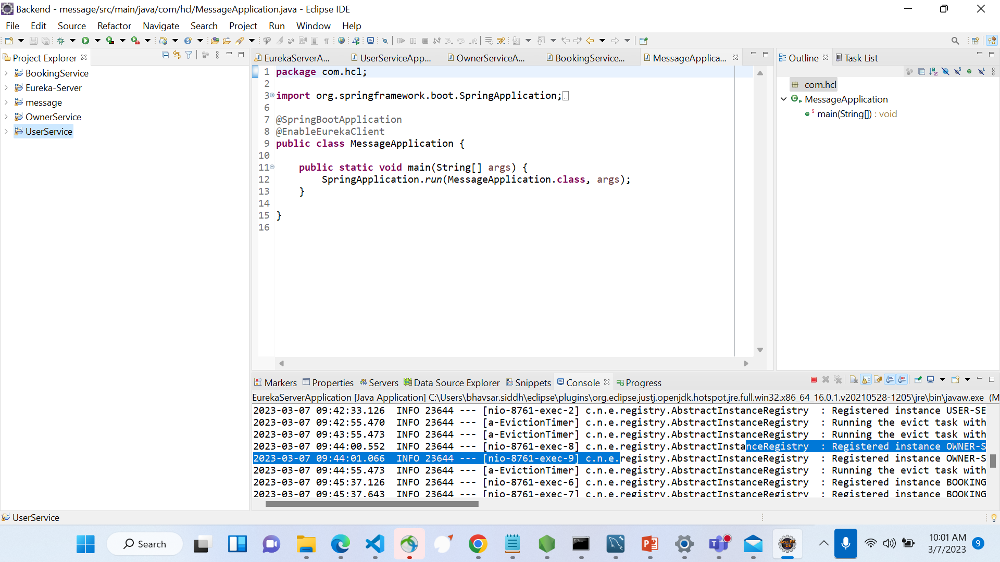 Backend - message/src/main/java/com/hcl/MessageApplication.java - Eclipse IDE
File Edit Source Refactor Navigate Search Project Run Window Help
Project Explorer
BookingService
Eureka-Server
message
OwnerService
UserService
EurekaServerA... UserServiceApp... OwnerServiceA... BookingService... MessageApplica...
1 package com.hcl;
2
3 import org.springframework.boot.SpringApplication;
6
7 @SpringBootApplication
8 @EnableEurekaClient
9 public class MessageApplication {
10
11 public static void main(String[] args) {
12 SpringApplication.run(MessageApplication.class, args);
13 }
14
15 }
16
Outline Task List
com.hcl
MessageApplication
main(String[]) : void
Markers Properties Servers Data Source Explorer Snippets Console Progress
EurekaServerApplication [Java Application] C:\Users\bhavsar.siddh\eclipse\plugins\org.eclipse.justj.openjdk.hotspot.jre.full.win32.x86_64_16.0.1.v20210528-1205\jre\bin\javaw.exe (M
2023-03-07 09:42:33.126 INFO 23644 --- [nio-8761-exec-2] c.n.e.registry.AbstractInstanceRegistry : Registered instance USER-SE
2023-03-07 09:42:55.470 INFO 23644 --- [a-EvictionTimer] c.n.e.registry.AbstractInstanceRegistry : Running the evict task with
2023-03-07 09:43:55.473 INFO 23644 --- [a-EvictionTimer] c.n.e.registry.AbstractInstanceRegistry : Running the evict task with
2023-03-07 09:44:00.552 INFO 23644 --- [nio-8761-exec-8] c.n.e.registry.AbstractInstanceRegistry : Registered instance OWNER-S
2023-03-07 09:44:01.066 INFO 23644 --- [nio-8761-exec-9] c.n.e.registry.AbstractInstanceRegistry : Registered instance OWNER-S
2023-03-07 09:44:55.473 INFO 23644 --- [a-EvictionTimer] c.n.e.registry.AbstractInstanceRegistry : Running the evict task with
2023-03-07 09:45:37.126 INFO 23644 --- [nio-8761-exec-6] c.n.e.registry.AbstractInstanceRegistry : Registered instance BOOKING
2023-03-07 09:45:37.643 INFO 23644 --- [nio-8761-exec-7] c.n.e.registry.AbstractInstanceRegistry : Registered instance BOOKING
UserService
Search
10:01 AM
3/7/2023
9